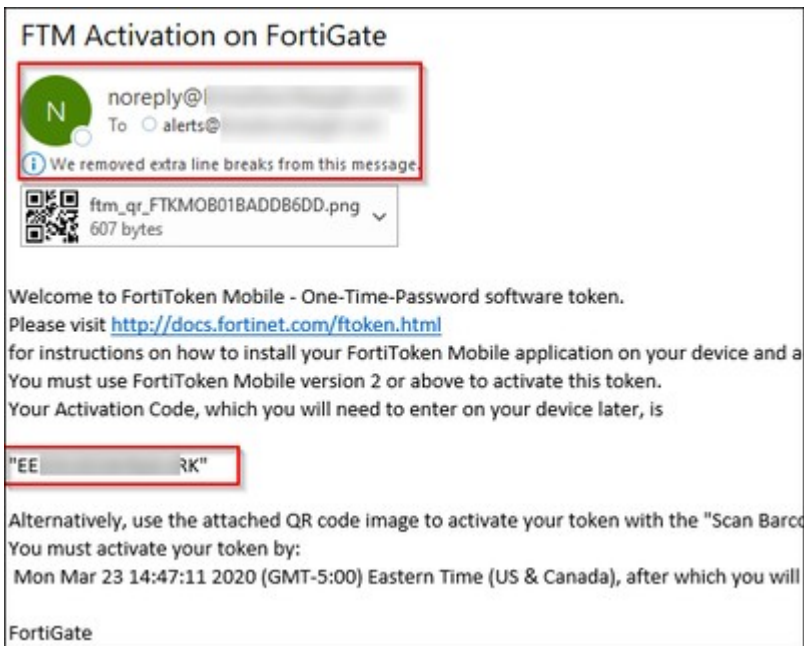 FTM Activation on FortiGate
N
noreply@
To alerts@
We removed extra line breaks from this message.
ftm_qr_FTKMOB01BADDB6DD.png
607 bytes
Welcome to FortiToken Mobile - One-Time-Password software token.
Please visit http://docs.fortinet.com/ftoken.html
for instructions on how to install your FortiToken Mobile application on your device and a
You must use FortiToken Mobile version 2 or above to activate this token.
Your Activation Code, which you will need to enter on your device later, is
"EE RK"
Alternatively, use the attached QR code image to activate your token with the "Scan Barco
You must activate your token by:
Mon Mar 23 14:47:11 2020 (GMT-5:00) Eastern Time (US & Canada), after which you will
FortiGate